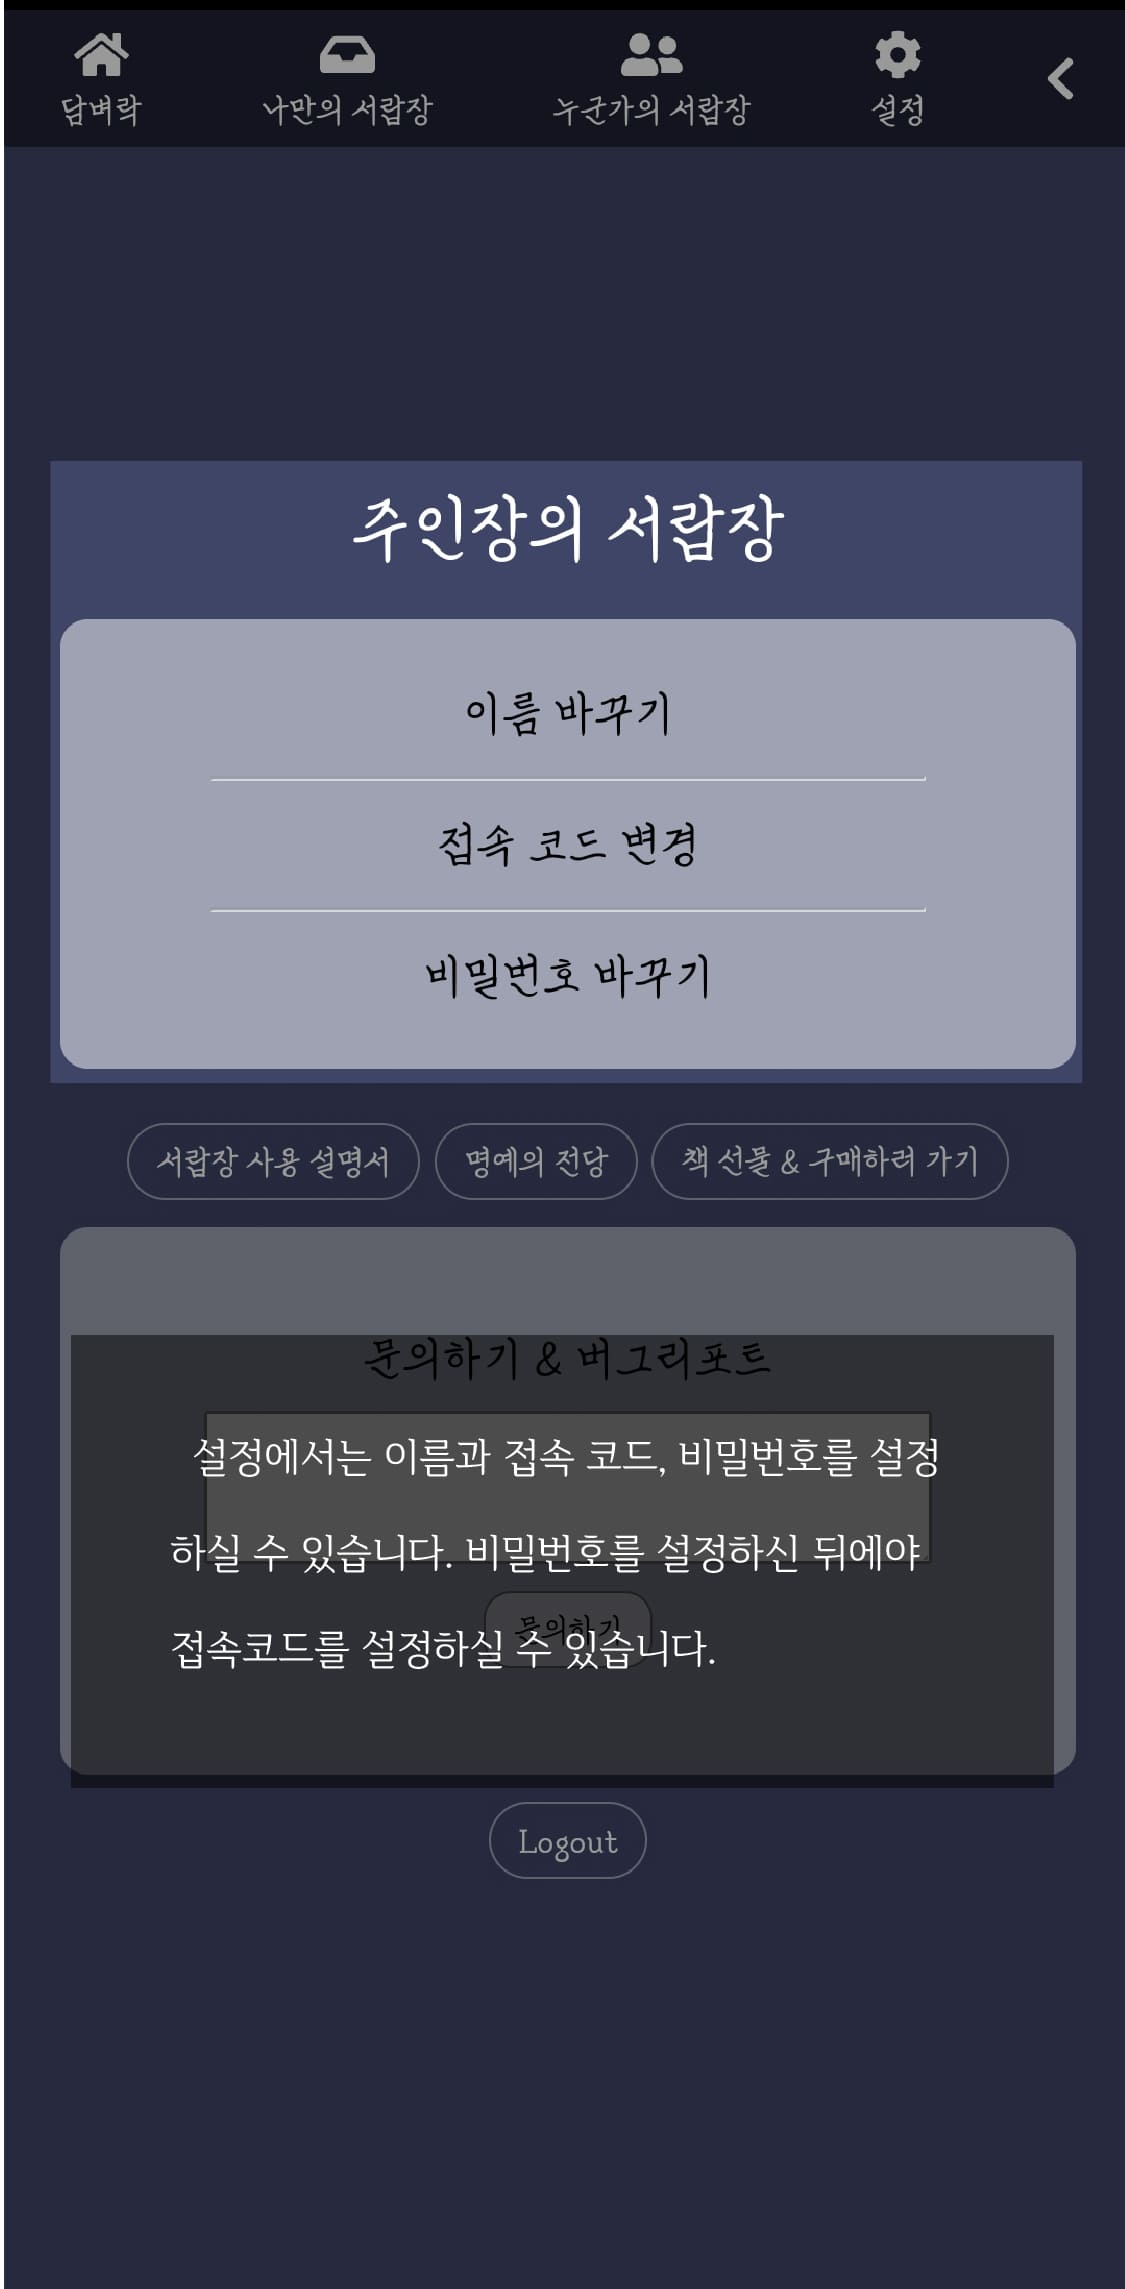 담벼락
나만의 서랍장
누군가의 서랍장
설정
주인장의 서랍장
이름 바꾸기
접속 코드 변경
비밀번호 바꾸기
서랍장 사용 설명서
명예의 전당
책 선물 & 구매하러 가기
문의하기 & 버그리포트
설정에서는 이름과 접속 코드, 비밀번호를 설정
하실 수 있습니다. 비밀번호를 설정하신 뒤에야
문의하기
접속코드를 설정하실 수 있습니다.
Logout